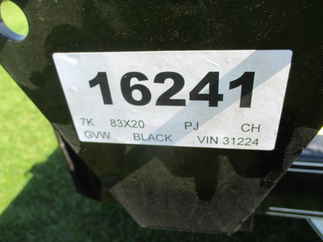 16241
7K 83X20 PJ CH
GVW BLACK VIN 31224